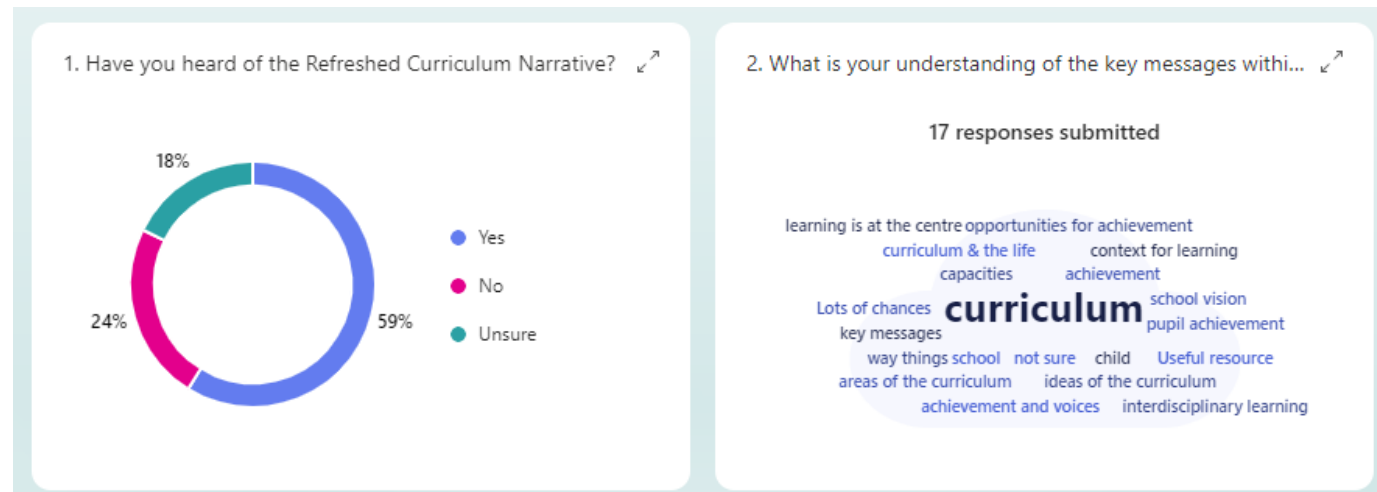 1. Have you heard of the Refreshed Curriculum Narrative?
18%
24%
59%
Yes
No
Unsure
2. What is your understanding of the key messages withi...
17 responses submitted
learning is at the centre opportunities for achievement
curriculum & the life context for learning
capacities achievement
Lots of chances curriculum school vision
key messages pupil achievement
way things school not sure child Useful resource
areas of the curriculum ideas of the curriculum
achievement and voices interdisciplinary learning